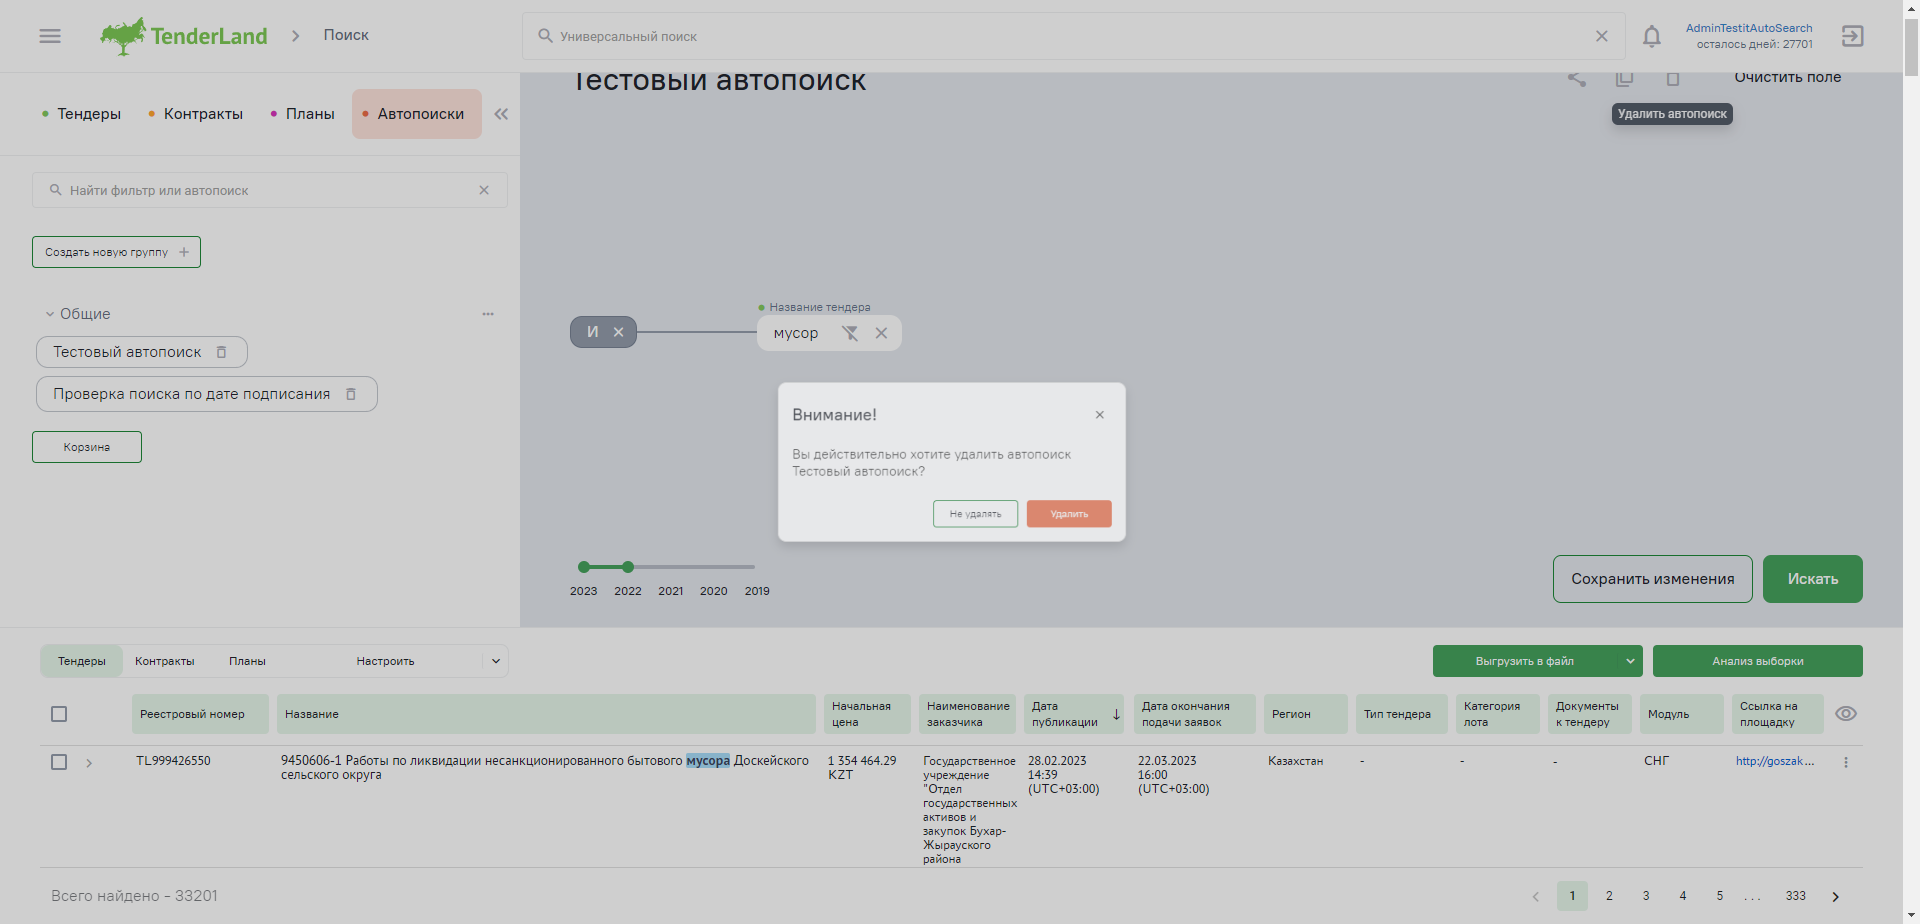 TenderLand
Поиск
Универсальный поиск
AdminTestitAutoSearch
осталось дней: 27701
Тендеры
Контракты
Планы
Автопоиски
Тестовый автопоиск
Очистить поле
Удалить автопоиск
Найти фильтр или автопоиск
Создать новую группу
Общие
Тестовый автопоиск
Проверка поиска по дате подписания
Корзина
Название тендера
И
мусор
Внимание!
Вы действительно хотите удалить автопоиск
Тестовый автопоиск?
Не удалять
Удалить
2023 2022 2021 2020 2019
Сохранить изменения
Искать
Тендеры
Контракты
Планы
Настроить
Выгрузить в файл
Анализ выборки
Реестровый номер
Название
Начальная
цена
Наименование
заказчика
Дата
публикации
Дата окончания
подачи заявок
Регион
Тип тендера
Категория
лота
Документы
к тендеру
Модуль
Ссылка на
площадку
TL999426550
9450606-1 Работы по ликвидации несанкционированного бытового мусора Доскейского
сельского округа
1 354 464.29
KZT
Государственное
учреждение
"Отдел
государственных
активов и
закупок Бухар-
Жырауского
района
28.02.2023
14:39
(UTC+03:00)
22.03.2023
16:00
(UTC+03:00)
Казахстан
-
-
-
СНГ
http://goszak...
Всего найдено - 33201
1 2 3 4 5 ... 333